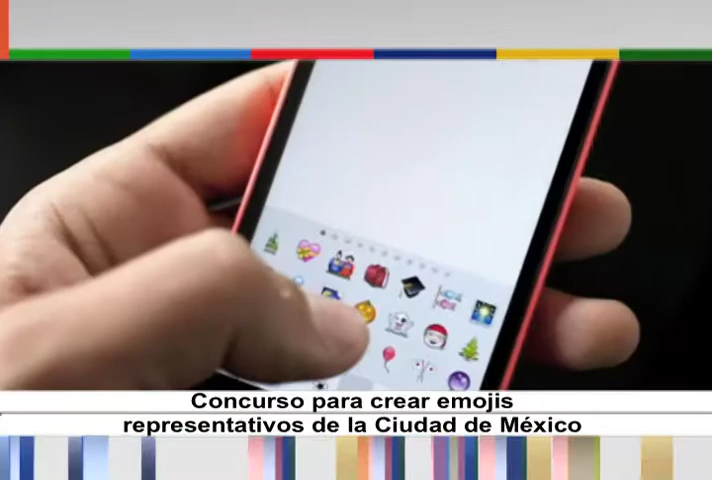 Concurso para crear emojis
representativos de la Ciudad de México